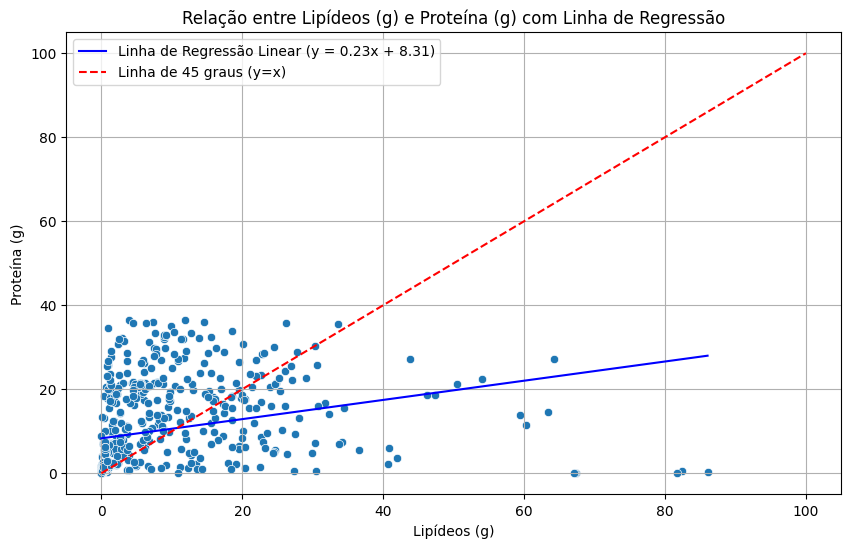 Relação entre Lipídeos (g) e Proteína (g) com Linha de Regressão
Linha de Regressão Linear (y = 0.23x + 8.31)
Linha de 45 graus (y=x)
100
80
60
40
20
0
Proteína (g)
0 20 40 60 80 100
Lipídeos (g)